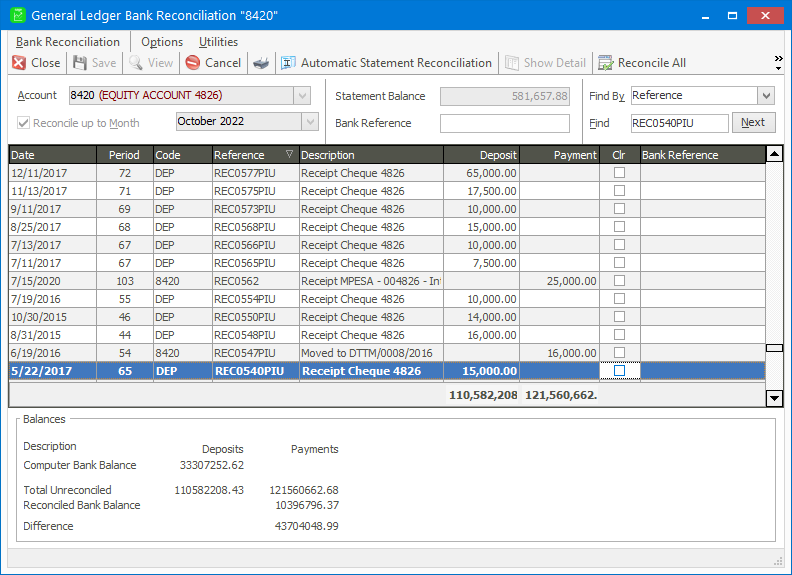 General Ledger Bank Reconciliation "8420"
Bank Reconciliation Options Utilities
Close Save View Cancel Automatic Statement Reconciliation Show Detail Reconcile All
Account 8420 (EQUITY ACCOUNT 4826) Statement Balance 581,657.88 Find By Reference
Reconcile up to Month October 2022 Bank Reference Find REC0540PIU Next
Date Period Code Reference Description Deposit Payment Clr Bank Reference
12/11/2017 72 DEP REC0577PIU Receipt Cheque 4826 65,000.00
11/13/2017 71 DEP REC0575PIU Receipt Cheque 4826 17,500.00
9/11/2017 69 DEP REC0573PIU Receipt Cheque 4826 10,000.00
8/25/2017 68 DEP REC0568PIU Receipt Cheque 4826 15,000.00
7/13/2017 67 DEP REC0566PIU Receipt Cheque 4826 10,000.00
7/11/2017 67 DEP REC0565PIU Receipt Cheque 4826 7,500.00
7/15/2020 103 8420 REC0562 Receipt MPESA - 004826 - Int 25,000.00
7/19/2016 55 DEP REC0554PIU Receipt Cheque 4826 10,000.00
10/30/2015 46 DEP REC0550PIU Receipt Cheque 4826 14,000.00
8/31/2015 44 DEP REC0548PIU Receipt Cheque 4826 16,000.00
6/19/2016 54 8420 REC0547PIU Moved to DTTM/0008/2016 16,000.00
5/22/2017 65 DEP REC0540PIU Receipt Cheque 4826 15,000.00
110,582,208 121,560,662.
Balances
Description Deposits Payments
Computer Bank Balance 33307252.62
Total Unreconciled 110582208.43 121560662.68
Reconciled Bank Balance 10396796.37
Difference 43704048.99